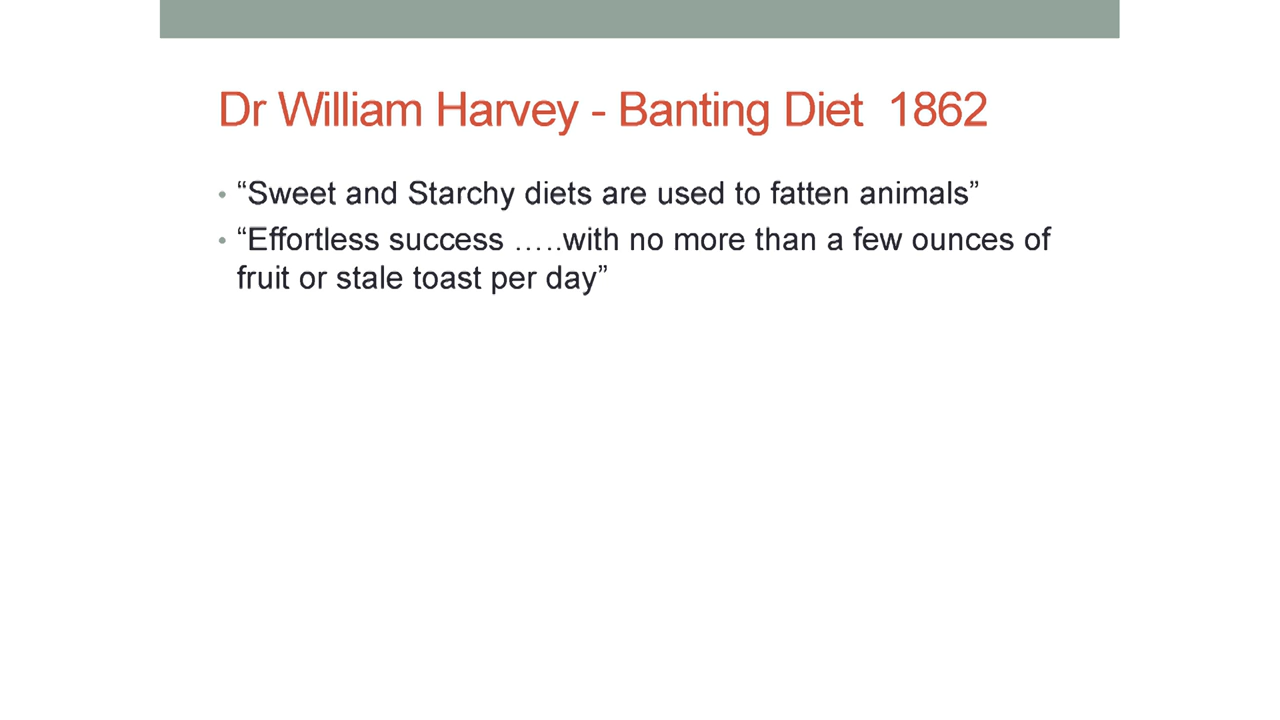 Dr William Harvey - Banting Diet  1862
• “Sweet and Starchy diets are used to fatten animals”
• “Effortless success …..with no more than a few ounces of
fruit or stale toast per day”